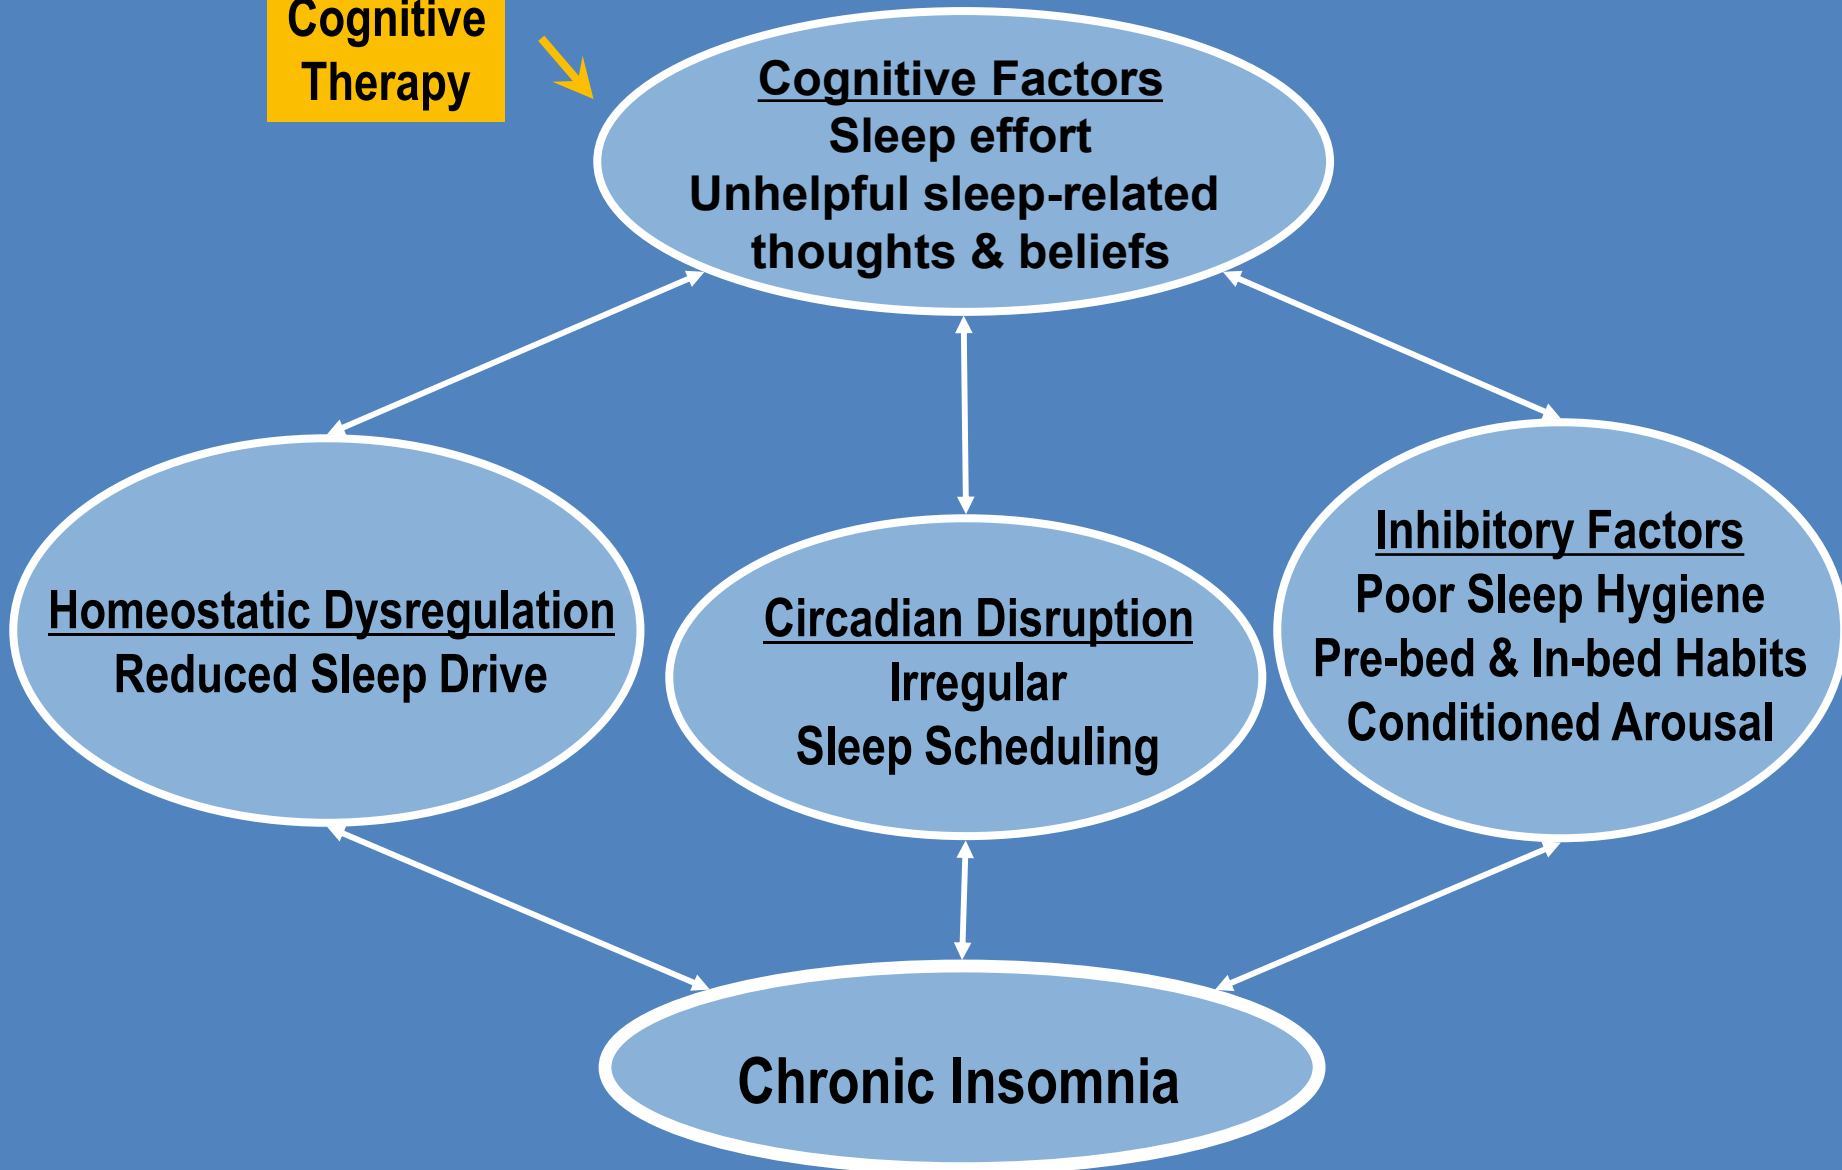 Cognitive
Therapy
Cognitive Factors
Sleep effort
Unhelpful sleep-related
thoughts & beliefs
Homeostatic Dysregulation
Reduced Sleep Drive
Circadian Disruption
Irregular
Sleep Scheduling
Inhibitory Factors
Poor Sleep Hygiene
Pre-bed & In-bed Habits
Conditioned Arousal
Chronic Insomnia